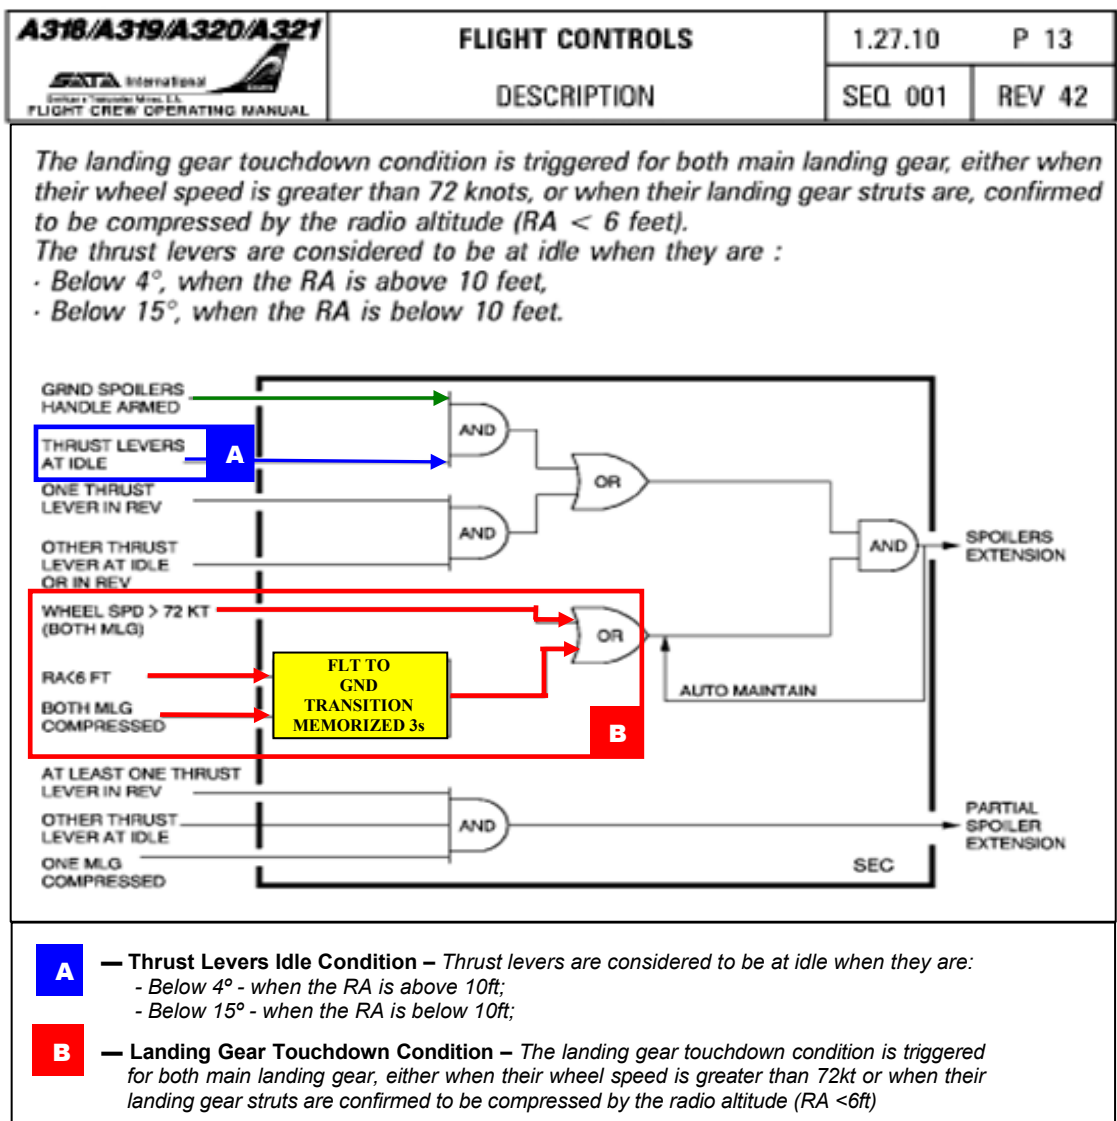 A318/A319/A320/A321
SATA International
FLIGHT CREW OPERATING MANUAL
FLIGHT CONTROLS
DESCRIPTION
1.27.10
P 13
SEQ 001
REV 42
The landing gear touchdown condition is triggered for both main landing gear, either when
their wheel speed is greater than 72 knots, or when their landing gear struts are, confirmed
to be compressed by the radio altitude (RA < 6 feet).
The thrust levers are considered to be at idle when they are :
· Below 4°, when the RA is above 10 feet,
· Below 15°, when the RA is below 10 feet.
GRND SPOILERS
HANDLE ARMED
THRUST LEVERS
AT IDLE
A
AND
ONE THRUST
LEVER IN REV
OTHER THRUST
LEVER AT IDLE
OR IN REV
AND
OR
AND
SPOILERS
EXTENSION
WHEEL SPD > 72 KT
(BOTH MLG)
RA<6 FT
BOTH MLG
COMPRESSED
FLT TO
GND
TRANSITION
MEMORIZED 3s
OR
B
AUTO MAINTAIN
AT LEAST ONE THRUST
LEVER IN REV
OTHER THRUST
LEVER AT IDLE
ONE MLG
COMPRESSED
AND
PARTIAL
SPOILER
EXTENSION
SEC
A
— Thrust Levers Idle Condition – Thrust levers are considered to be at idle when they are:
- Below 4º - when the RA is above 10ft;
- Below 15º - when the RA is below 10ft;
B
— Landing Gear Touchdown Condition – The landing gear touchdown condition is triggered
for both main landing gear, either when their wheel speed is greater than 72kt or when their
landing gear struts are confirmed to be compressed by the radio altitude (RA <6ft)